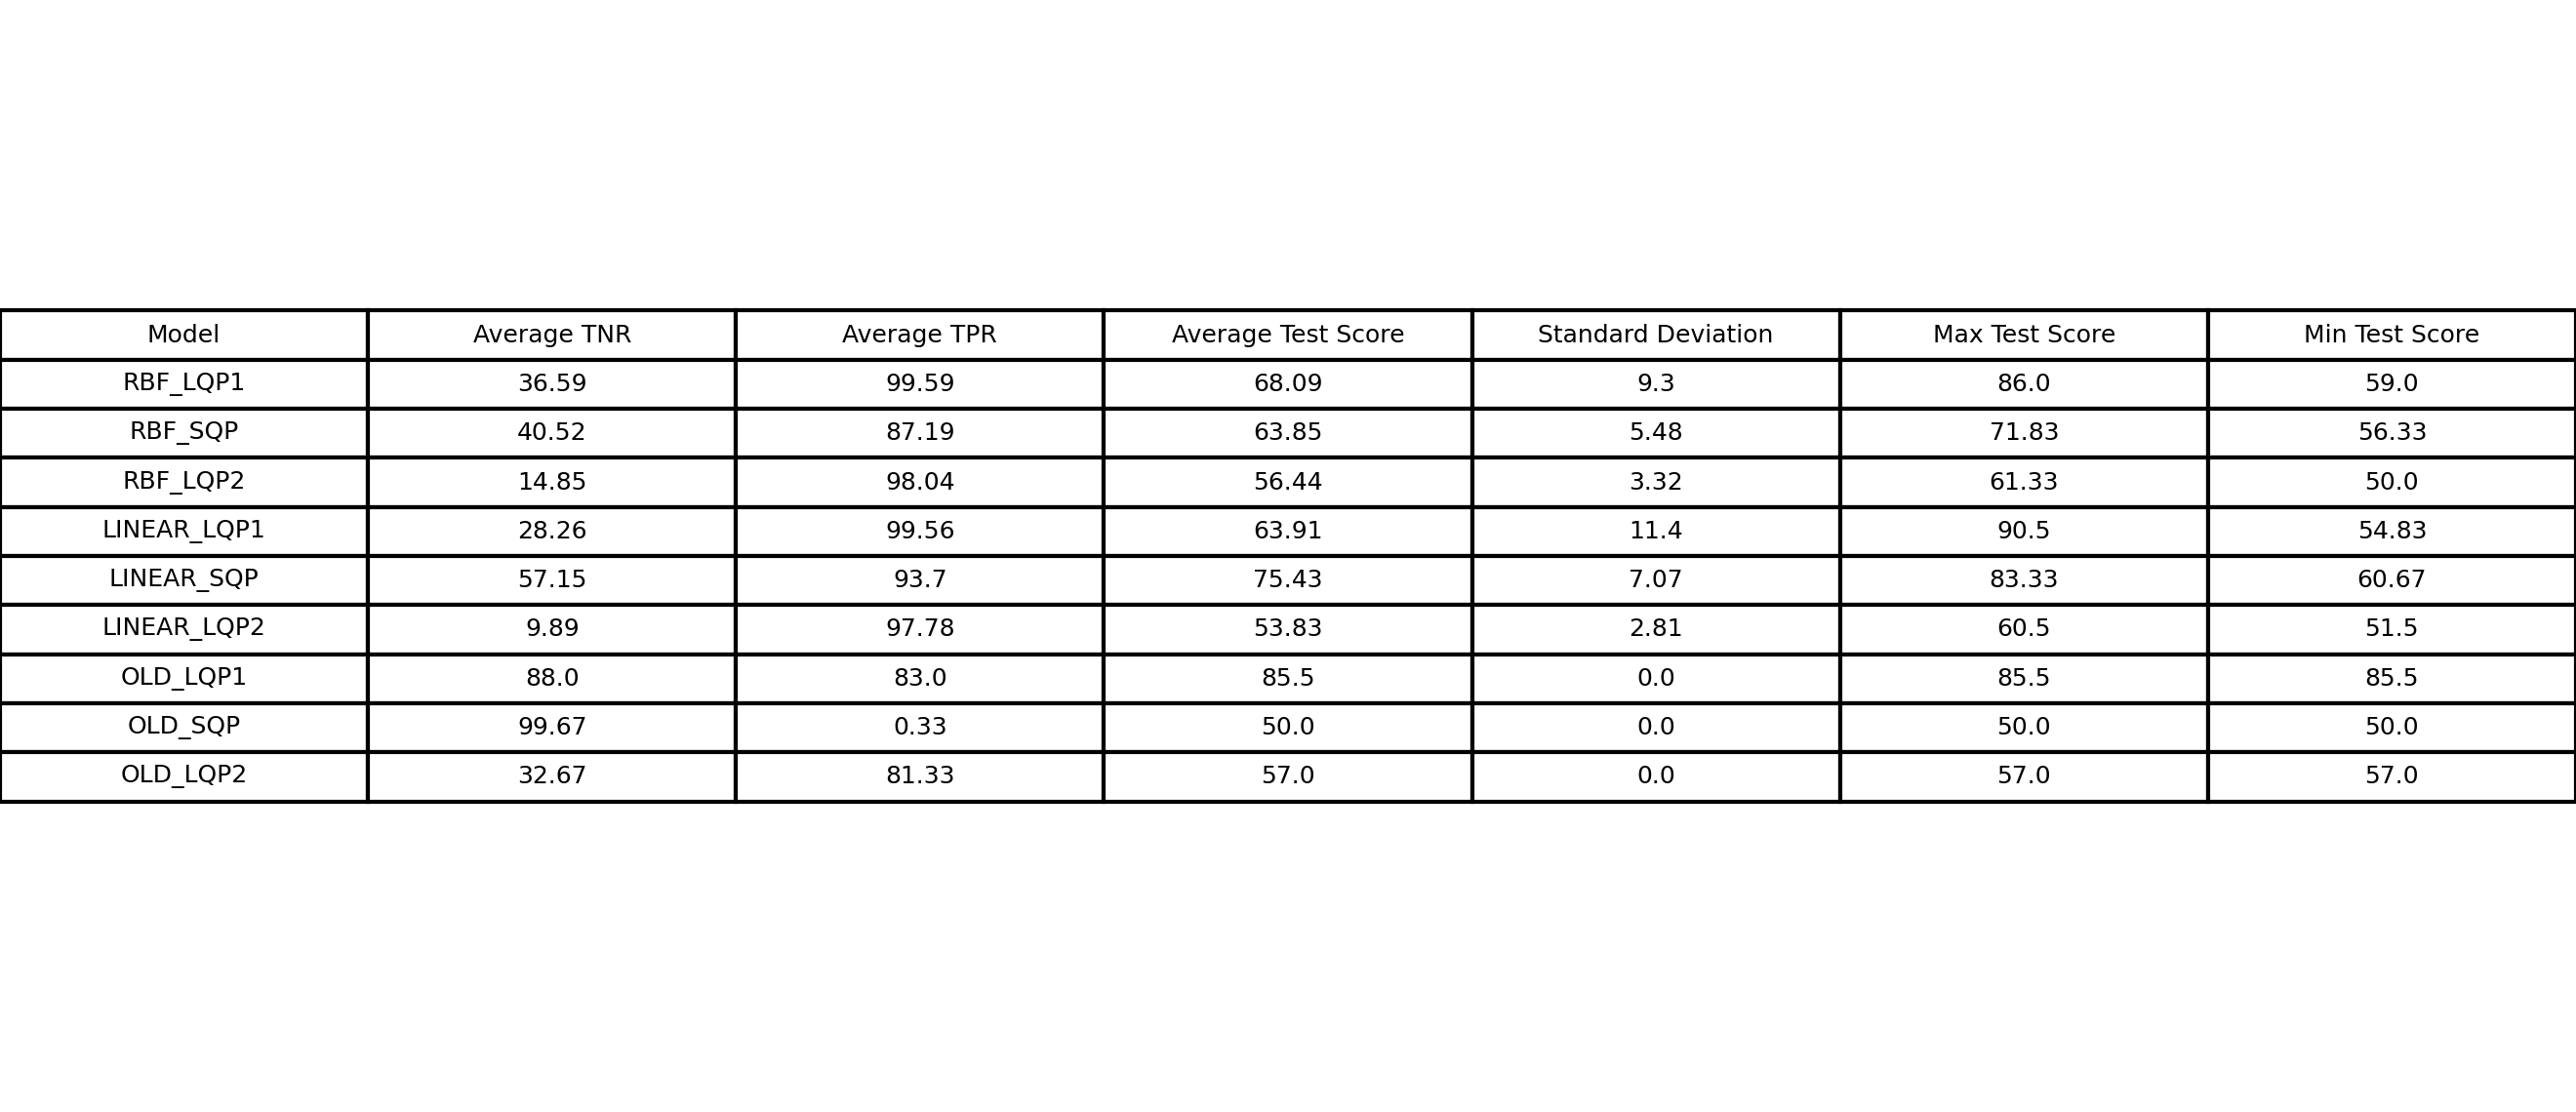 Model Average TNR Average TPR Average Test Score Standard Deviation Max Test Score Min Test Score
RBF_LQP1 36.59 99.59 68.09 9.3 86.0 59.0
RBF_SQP 40.52 87.19 63.85 5.48 71.83 56.33
RBF_LQP2 14.85 98.04 56.44 3.32 61.33 50.0
LINEAR_LQP1 28.26 99.56 63.91 11.4 90.5 54.83
LINEAR_SQP 57.15 93.7 75.43 7.07 83.33 60.67
LINEAR_LQP2 9.89 97.78 53.83 2.81 60.5 51.5
OLD_LQP1 88.0 83.0 85.5 0.0 85.5 85.5
OLD_SQP 99.67 0.33 50.0 0.0 50.0 50.0
OLD_LQP2 32.67 81.33 57.0 0.0 57.0 57.0